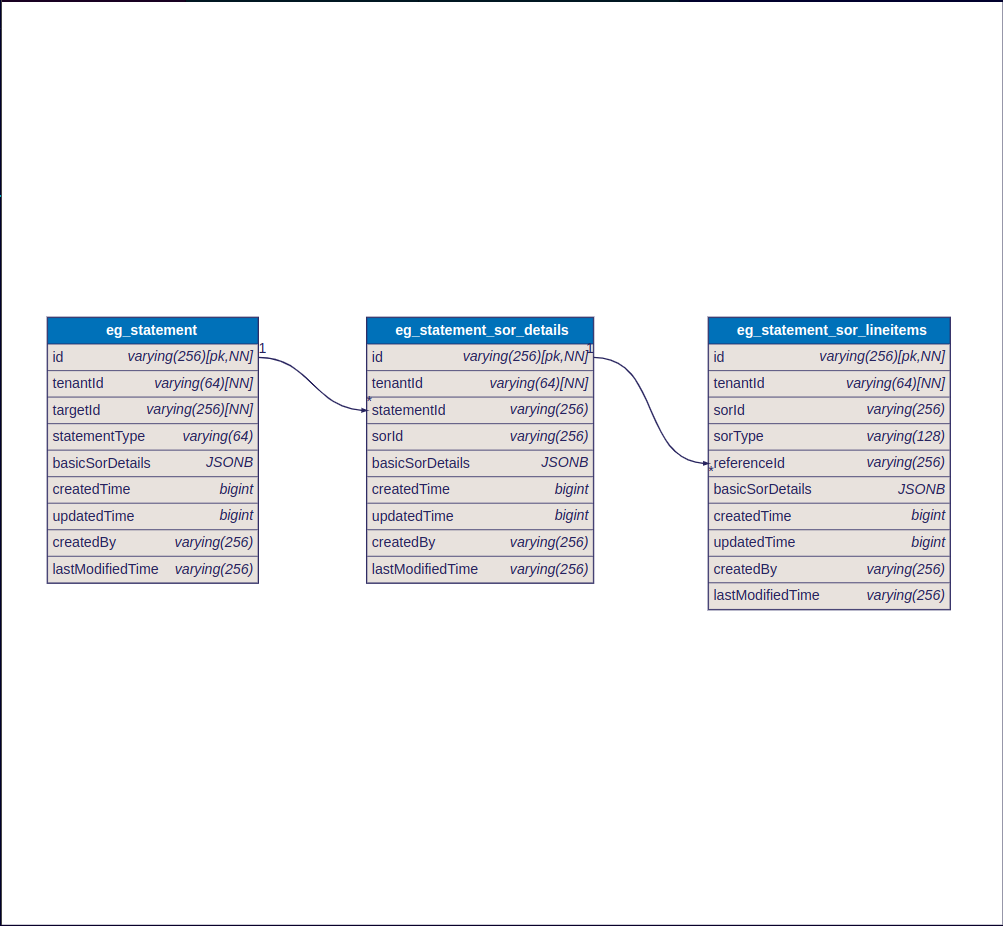 eg_statement
id varying(256)[pk,NN]
tenantId varying(64)[NN]
targetId varying(256)[NN]
statementType varying(64)
basicSorDetails JSONB
createdTime bigint
updatedTime bigint
createdBy varying(256)
lastModifiedTime varying(256)
1
*
eg_statement_sor_details
id varying(256)[pk,NN]
tenantId varying(64)[NN]
statementId varying(256)
sorId varying(256)
basicSorDetails JSONB
createdTime bigint
updatedTime bigint
createdBy varying(256)
lastModifiedTime varying(256)
1
*
eg_statement_sor_lineitems
id varying(256)[pk,NN]
tenantId varying(64)[NN]
sorId varying(256)
sorType varying(128)
referenceId varying(256)
basicSorDetails JSONB
createdTime bigint
updatedTime bigint
createdBy varying(256)
lastModifiedTime varying(256)